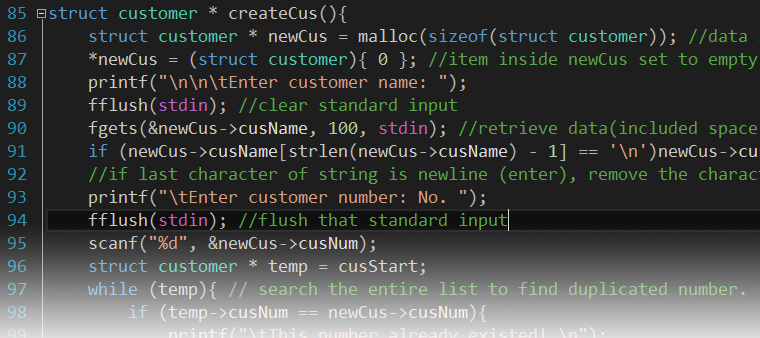 85 struct customer * createCus(){
86 struct customer * newCus = malloc(sizeof(struct customer)); //data
87 *newCus = (struct customer){ 0 }; //item inside newCus set to empty
88 printf("\n\n\tEnter customer name: ");
89 fflush(stdin); //clear standard input
90 fgets(&newCus->cusName, 100, stdin); //retrieve data(included space
91 if (newCus->cusName[strlen(newCus->cusName) - 1] == '\n')newCus->cu
92 //if last character of string is newline (enter), remove the charac
93 printf("\tEnter customer number: No. ");
94 fflush(stdin); //flush that standard input
95 scanf("%d", &newCus->cusNum);
96 struct customer * temp = cusStart;
97 while (temp){ // search the entire list to find duplicated number.
98 if (temp->cusNum == newCus->cusNum){
99 printf("\tThis number already existed! \n");